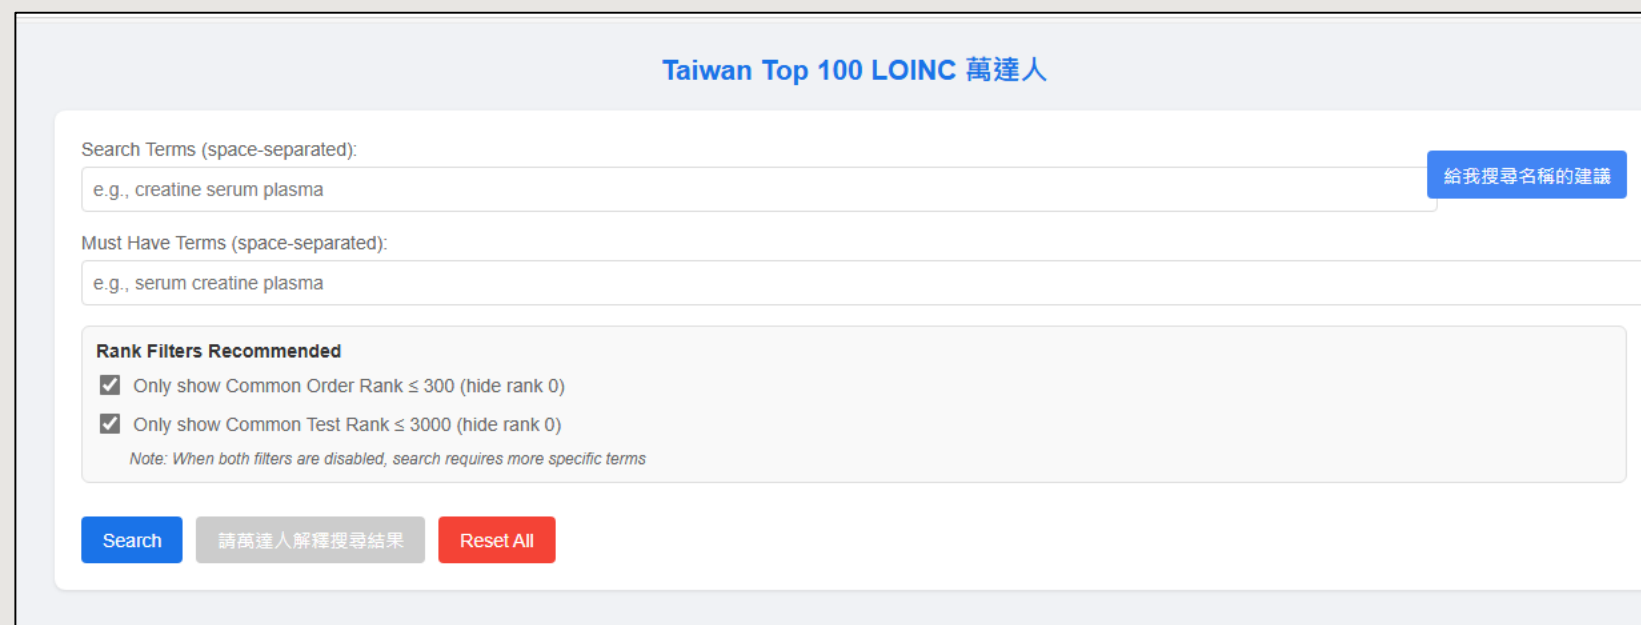 Taiwan Top 100 LOINC 萬達人
Search Terms (space-separated):
e.g., creatine serum plasma
給我搜尋名稱的建議
Must Have Terms (space-separated):
e.g., serum creatine plasma
Rank Filters Recommended
Only show Common Order Rank ≤ 300 (hide rank 0)
Only show Common Test Rank ≤ 3000 (hide rank 0)
Note: When both filters are disabled, search requires more specific terms
Search
請萬達人解釋搜尋結果
Reset All